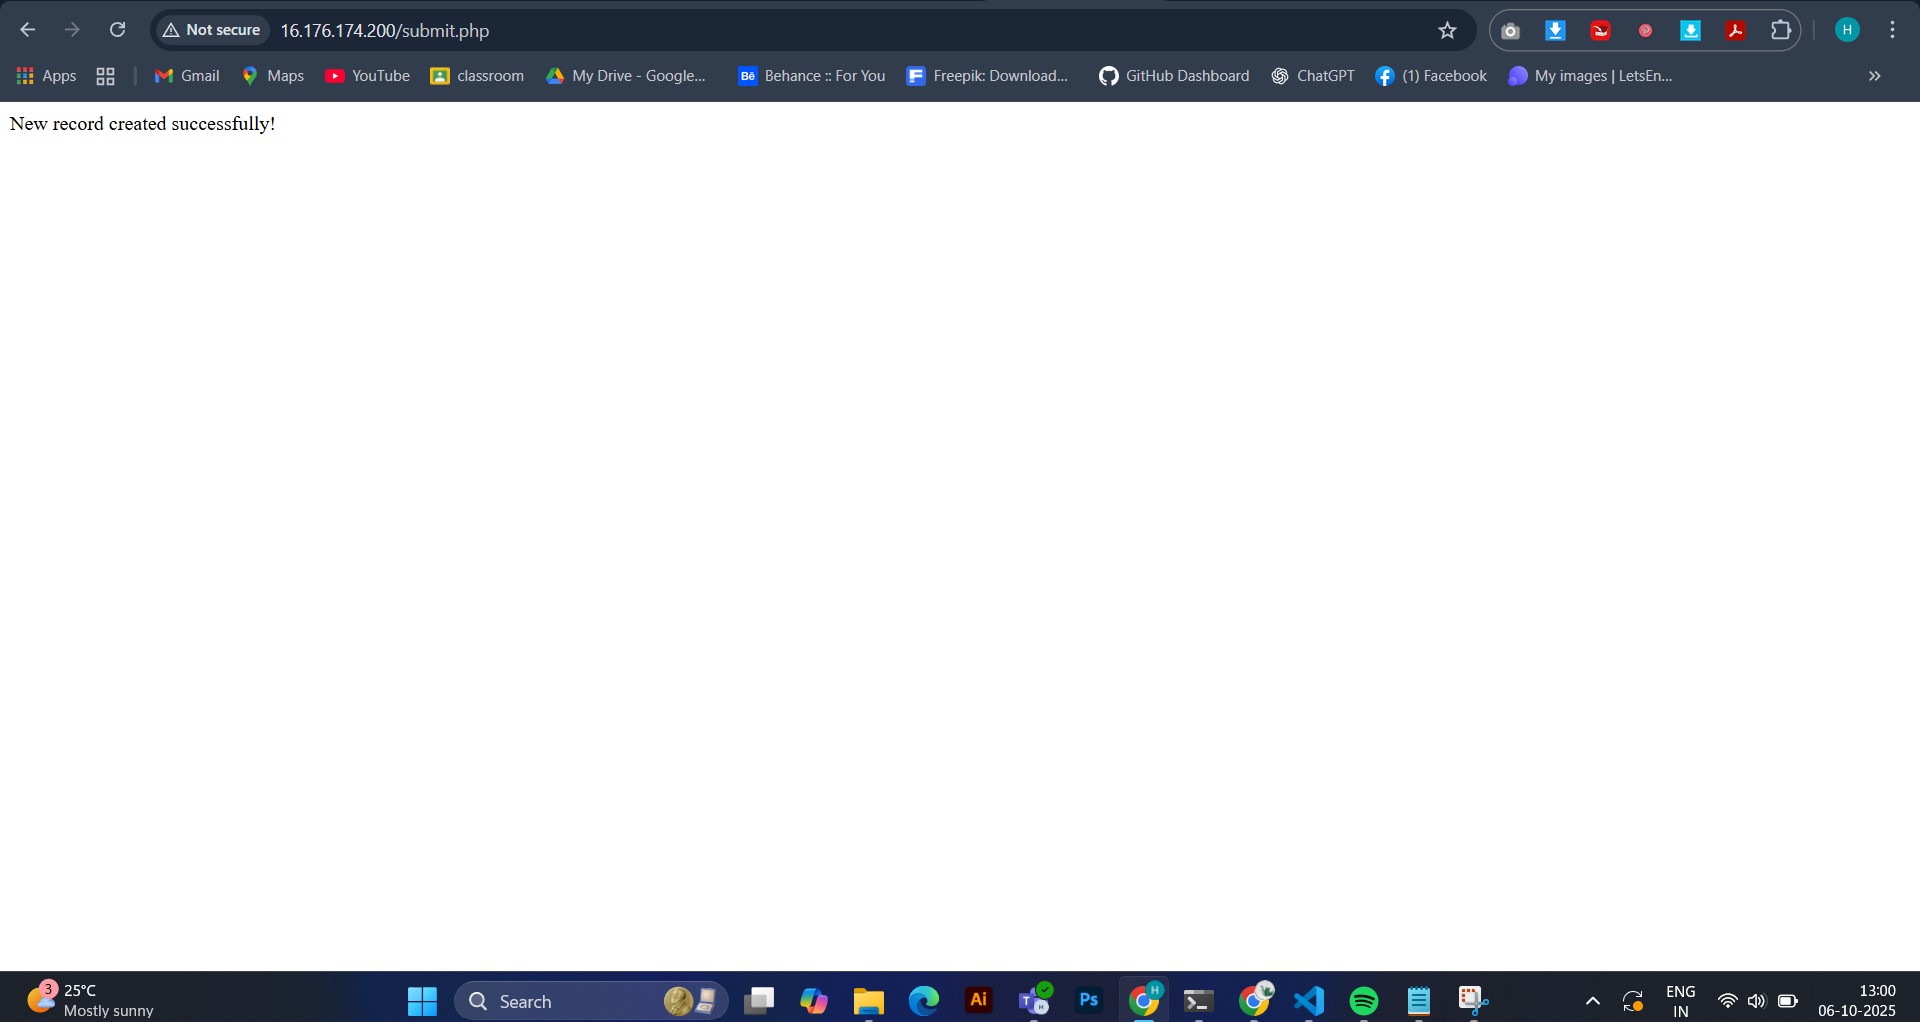 Not secure 16.176.174.200/submit.php H
Apps Gmail Maps YouTube classroom My Drive - Google... Bē Behance :: For You Freepik: Download... GitHub Dashboard ChatGPT (1) Facebook My images | LetsEn... »
New record created successfully!
3 25°C
Mostly sunny
Search
Ai T H Ps H
ENG
IN
13:00
06-10-2025